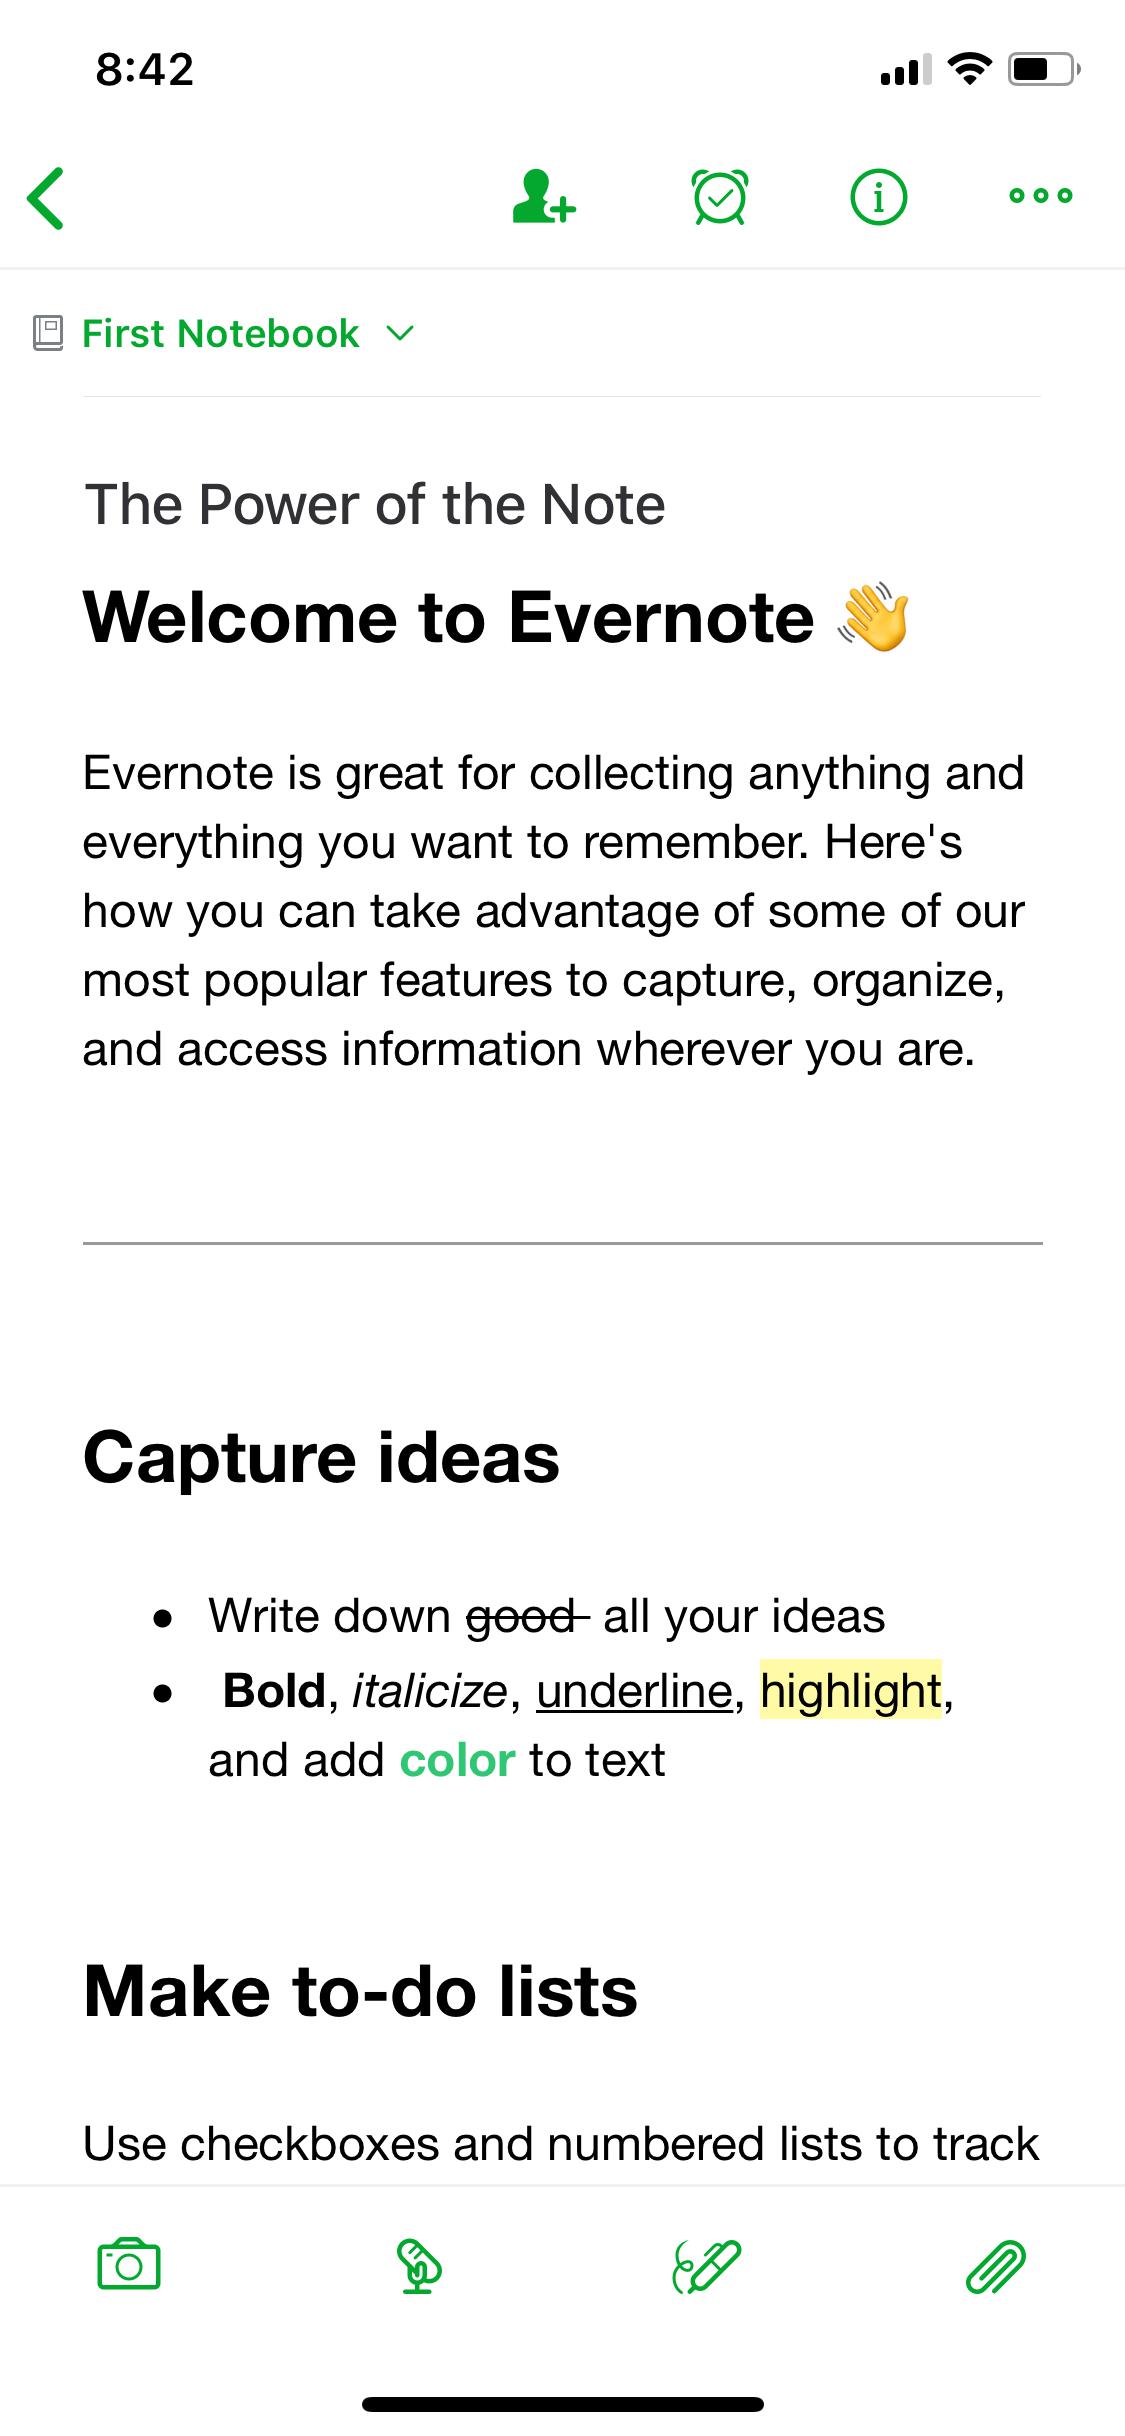 8:42
First Notebook
The Power of the Note
Welcome to Evernote 👋
Evernote is great for collecting anything and
everything you want to remember. Here's
how you can take advantage of some of our
most popular features to capture, organize,
and access information wherever you are.
Capture ideas
● Write down good all your ideas
● Bold, italicize, underline, highlight,
and add color to text
Make to-do lists
Use checkboxes and numbered lists to track